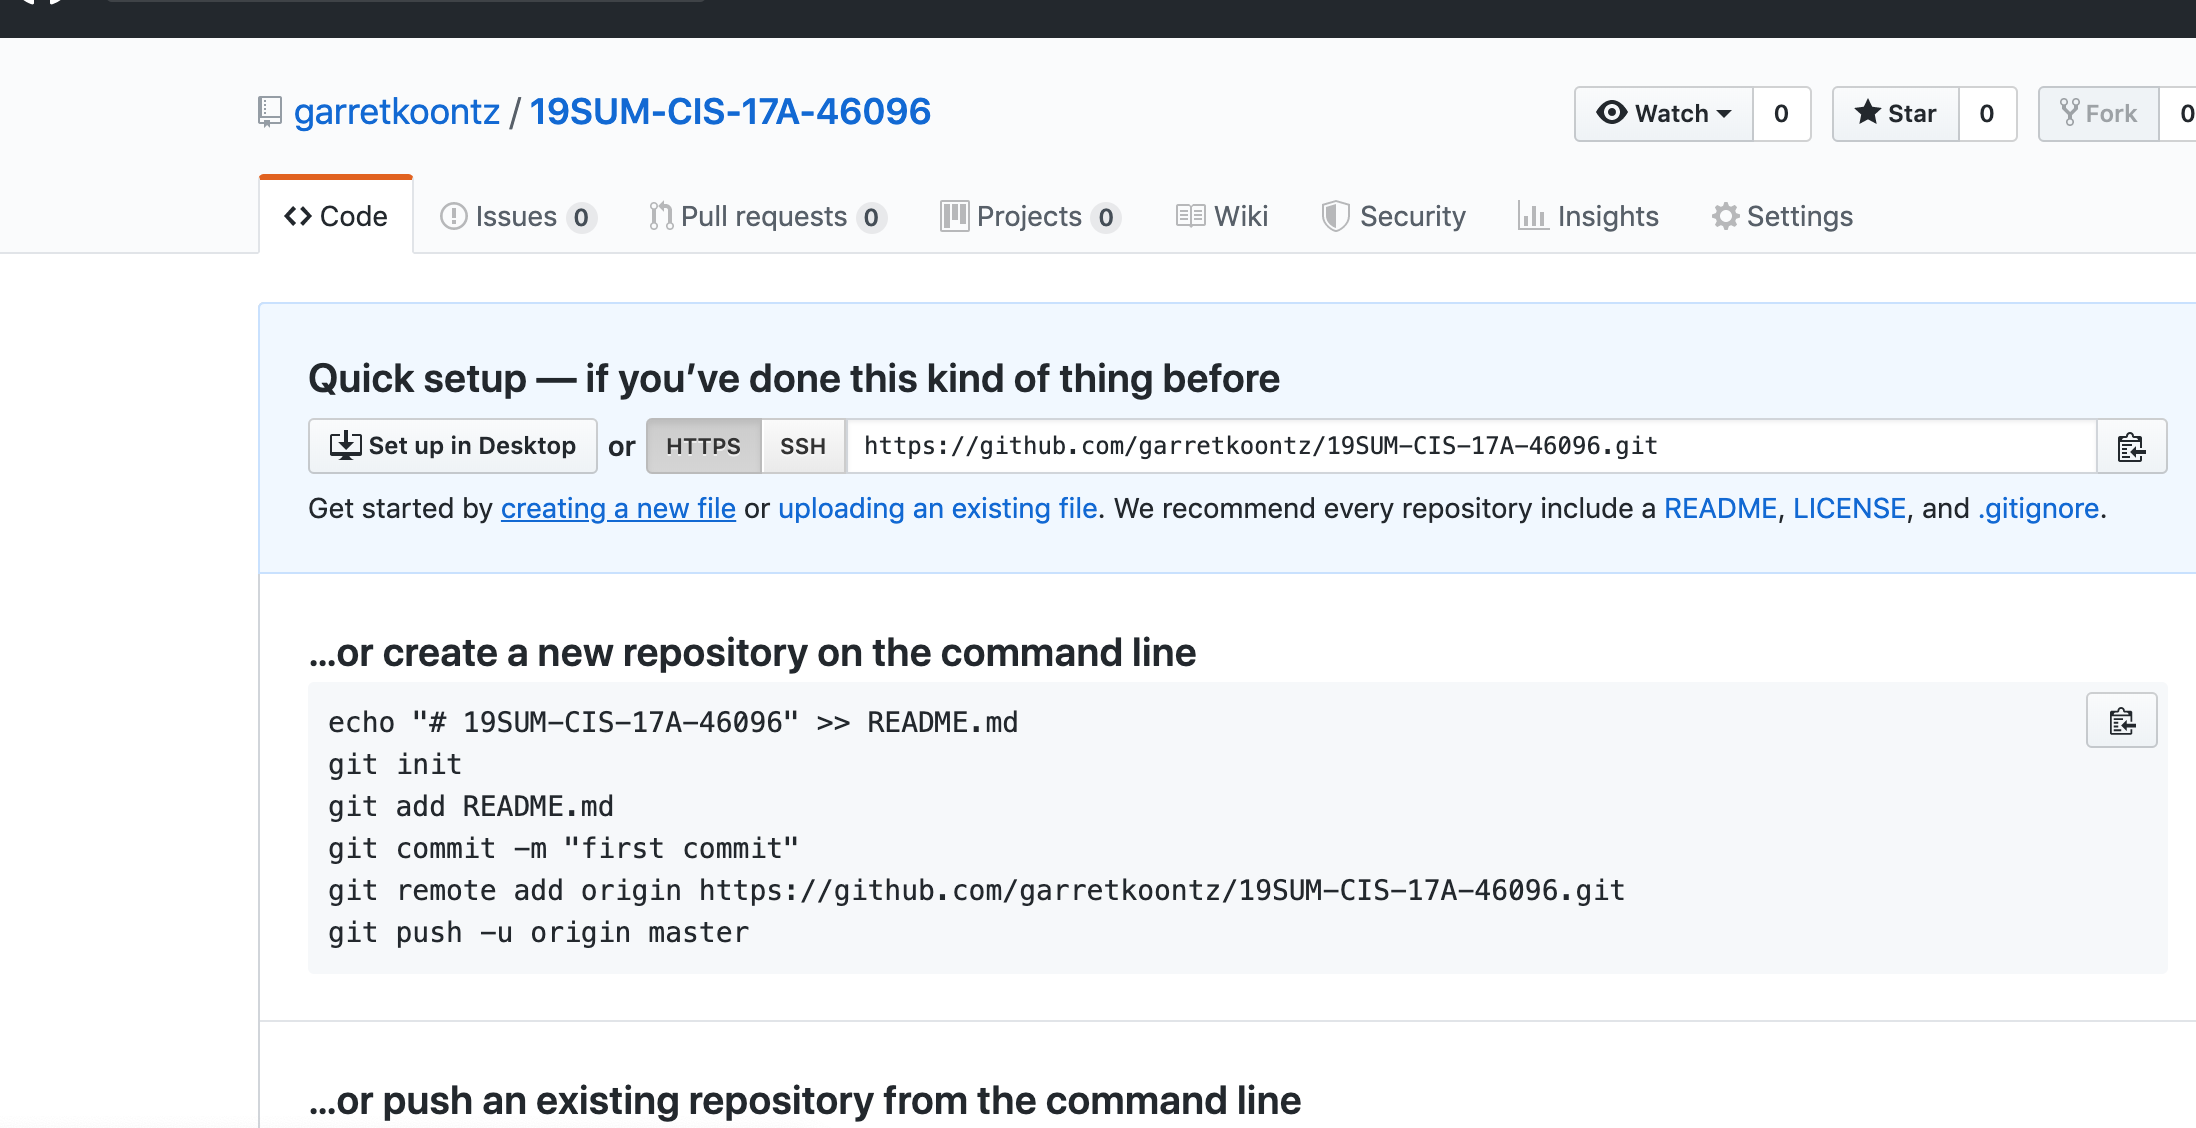 garretkoontz / 19SUM-CIS-17A-46096
Watch 0 Star 0 Fork 0
Code Issues 0 Pull requests 0 Projects 0 Wiki Security Insights Settings
Quick setup — if you’ve done this kind of thing before
Set up in Desktop or HTTPS SSH https://github.com/garretkoontz/19SUM-CIS-17A-46096.git
Get started by creating a new file or uploading an existing file. We recommend every repository include a README, LICENSE, and .gitignore.
…or create a new repository on the command line
echo "# 19SUM-CIS-17A-46096" >> README.md
git init
git add README.md
git commit -m "first commit"
git remote add origin https://github.com/garretkoontz/19SUM-CIS-17A-46096.git
git push -u origin master
…or push an existing repository from the command line